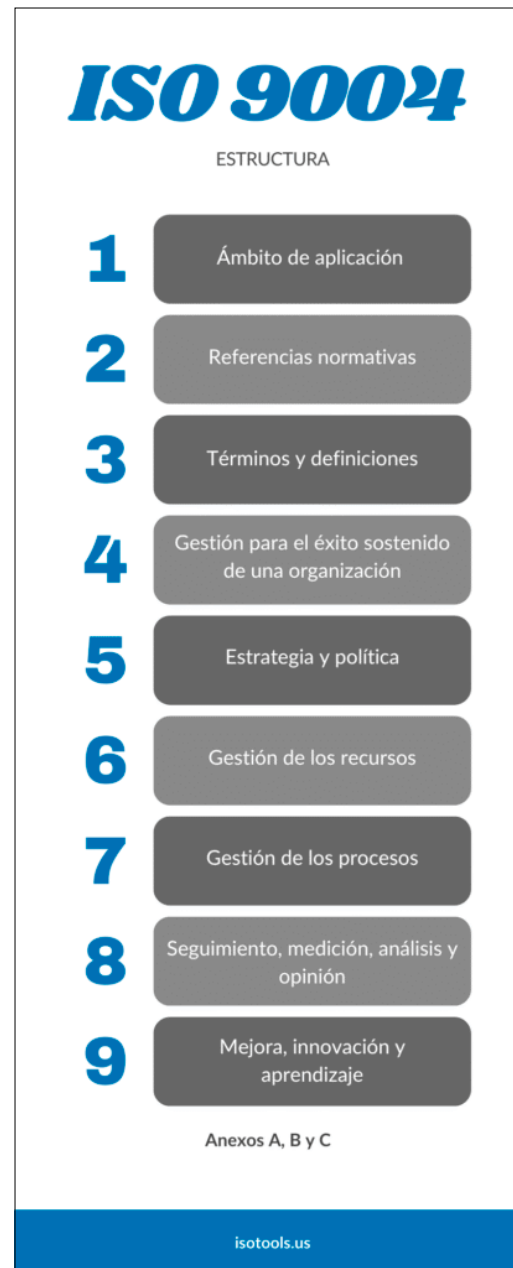 ISO 9004
ESTRUCTURA
1
Ámbito de aplicación
2
Referencias normativas
3
Términos y definiciones
4
Gestión para el éxito sostenido
de una organización
5
Estrategia y política
6
Gestión de los recursos
7
Gestión de los procesos
8
Seguimiento, medición, análisis y
opinión
9
Mejora, innovación y
aprendizaje
Anexos A, B y C
isotools.us